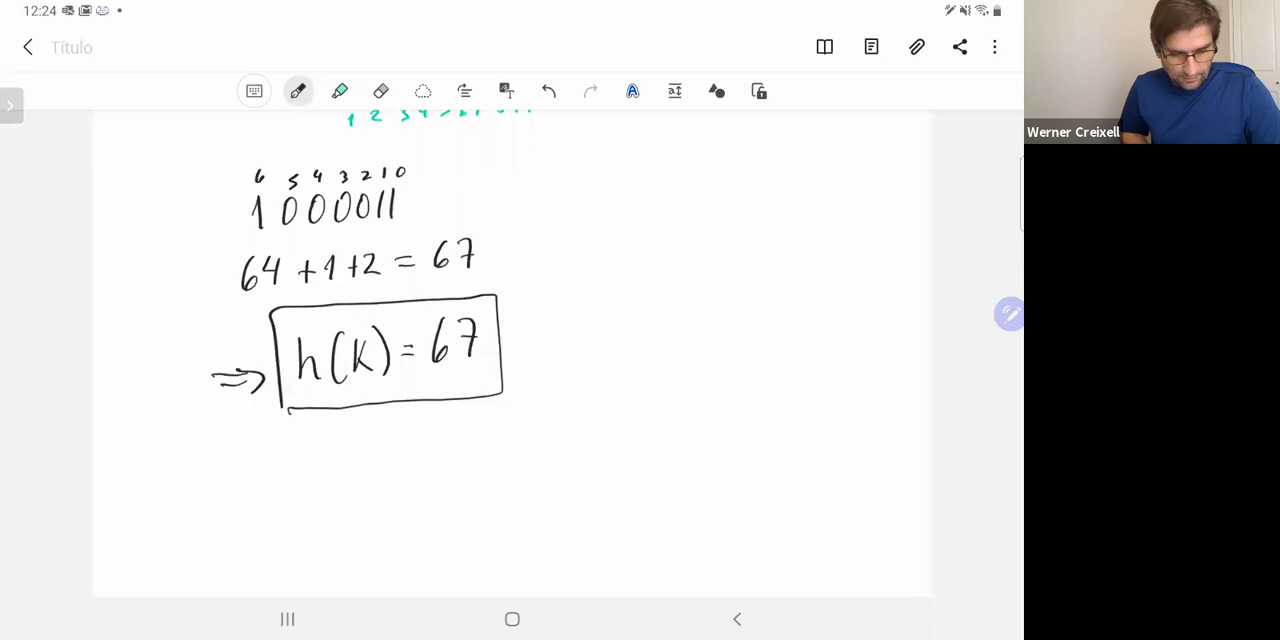 12:24
Título
6 5 4 3 2 1 0
1 0 0 0 0 1 1
64 + 1 + 2 = 67
⇒ h(k) = 67
Werner Creixell